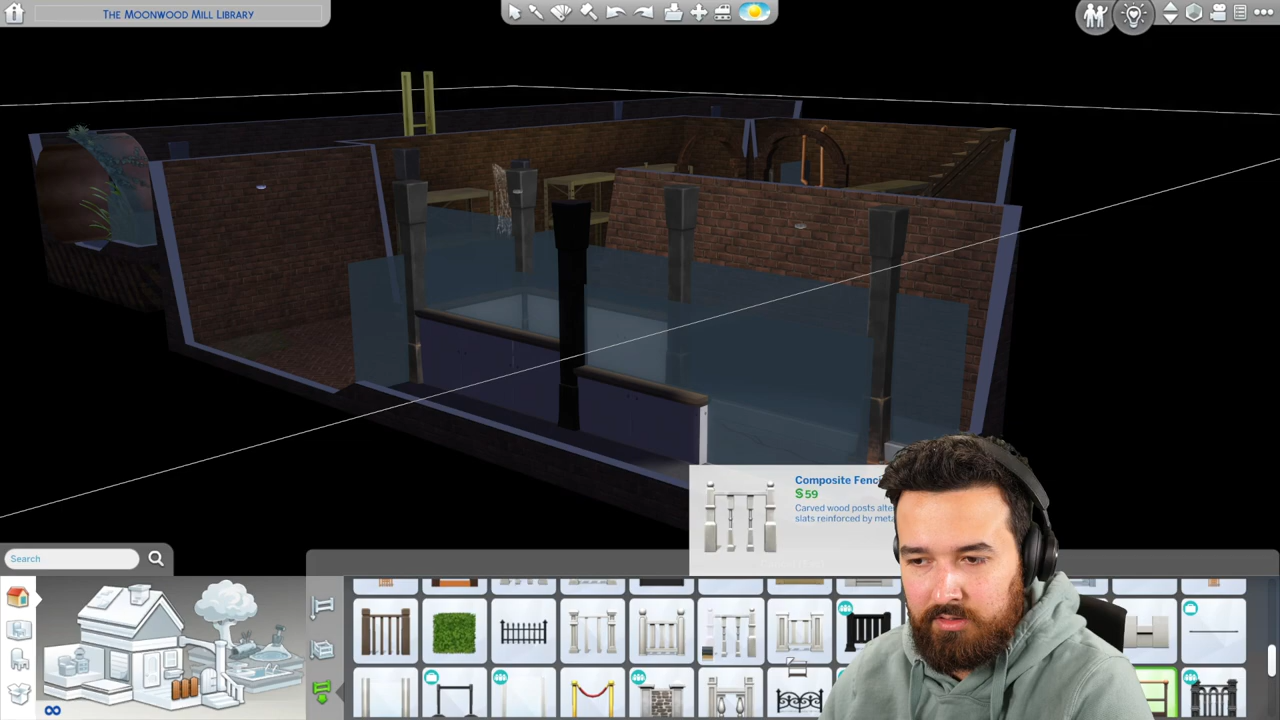 The Moonwood Mill Library
Composite Fenci
$59
Carved wood posts alte
slats reinforced by meta
Search